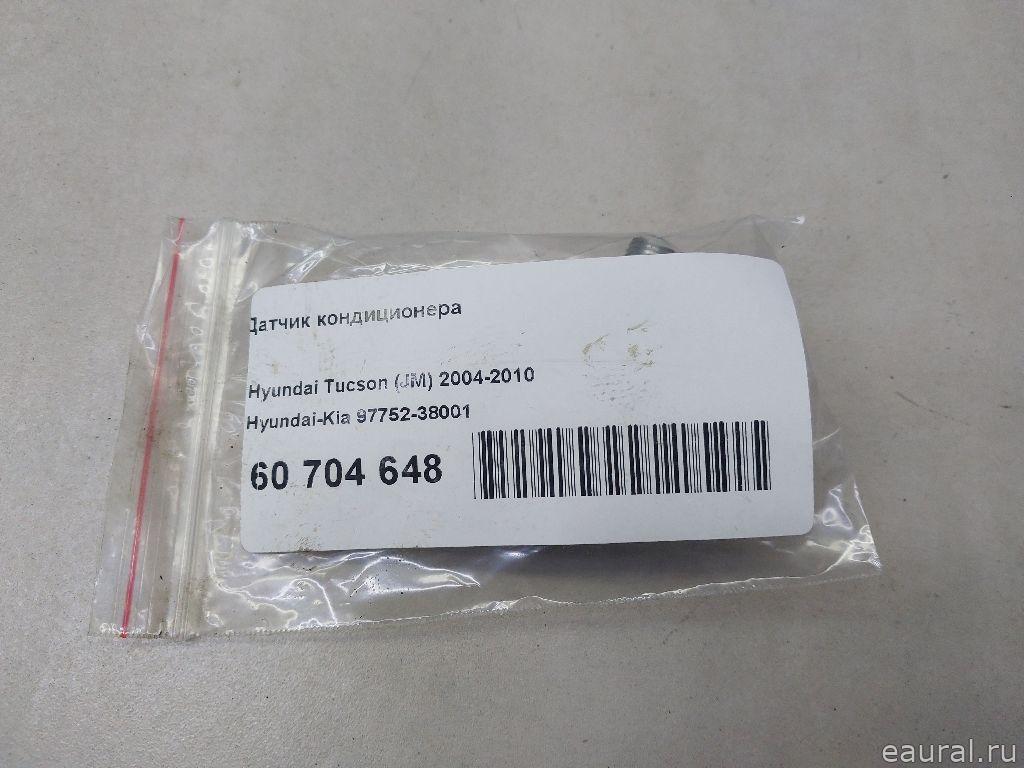 Датчик кондиционера
Hyundai Tucson (JM) 2004-2010
Hyundai-Kia 97752-38001
60 704 648
eaural.ru